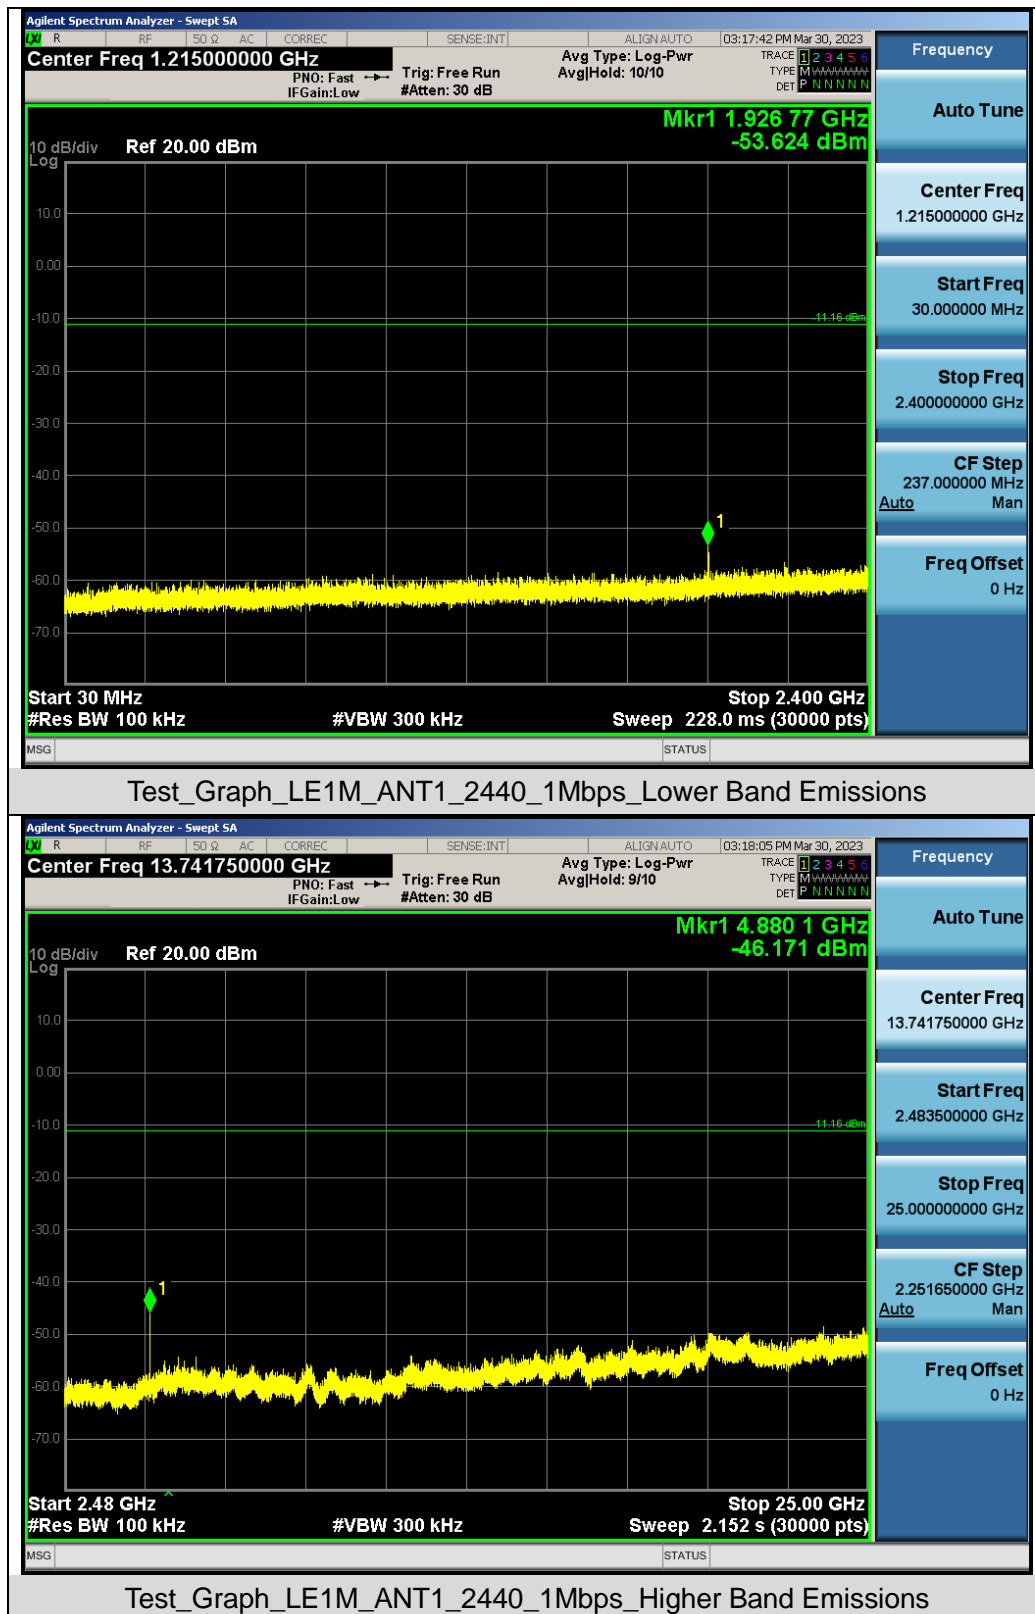 Agilent Spectrum Analyzer - Swept SA
LXI R RF 50 Ω AC CORREC SENSE:INT ALIGN AUTO 03:17:42 PM Mar 30, 2023
Center Freq 1.215000000 GHz
PNO: Fast
IFGain:Low
Trig: Free Run
#Atten: 30 dB
Avg Type: Log-Pwr
Avg|Hold: 10/10
TRACE 1 2 3 4 5 6
TYPE M
DET P N N N N N
Mkr1 1.926 77 GHz
-53.624 dBm
10 dB/div Ref 20.00 dBm
Log
10.0
0.00
-10.0
-11.16 dBm
-20.0
-30.0
-40.0
-50.0
1
-60.0
-70.0
Start 30 MHz Stop 2.400 GHz
#Res BW 100 kHz #VBW 300 kHz Sweep 228.0 ms (30000 pts)
MSG STATUS
Frequency
Auto Tune
Center Freq
1.215000000 GHz
Start Freq
30.000000 MHz
Stop Freq
2.400000000 GHz
CF Step
237.000000 MHz
Auto Man
Freq Offset
0 Hz
Test_Graph_LE1M_ANT1_2440_1Mbps_Lower Band Emissions
Agilent Spectrum Analyzer - Swept SA
LXI R RF 50 Ω AC CORREC SENSE:INT ALIGN AUTO 03:18:05 PM Mar 30, 2023
Center Freq 13.741750000 GHz
PNO: Fast
IFGain:Low
Trig: Free Run
#Atten: 30 dB
Avg Type: Log-Pwr
Avg|Hold: 9/10
TRACE 1 2 3 4 5 6
TYPE M
DET P N N N N N
Mkr1 4.880 1 GHz
-46.171 dBm
10 dB/div Ref 20.00 dBm
Log
10.0
0.00
-10.0
-11.16 dBm
-20.0
-30.0
-40.0
1
-50.0
-60.0
-70.0
Start 2.48 GHz Stop 25.00 GHz
#Res BW 100 kHz #VBW 300 kHz Sweep 2.152 s (30000 pts)
MSG STATUS
Frequency
Auto Tune
Center Freq
13.741750000 GHz
Start Freq
2.483500000 GHz
Stop Freq
25.000000000 GHz
CF Step
2.251650000 GHz
Auto Man
Freq Offset
0 Hz
Test_Graph_LE1M_ANT1_2440_1Mbps_Higher Band Emissions